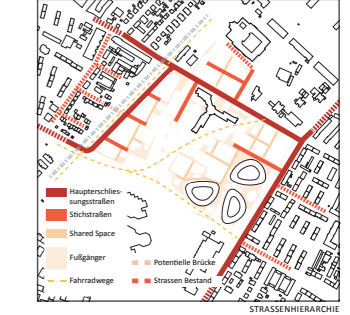 Haupterschlies-
sungsstraßen
Stichstraßen
Shared Space
Fußgänger
Potentielle Brücke
Fahrradwege
Strassen Bestand
STRASSENHIERARCHIE